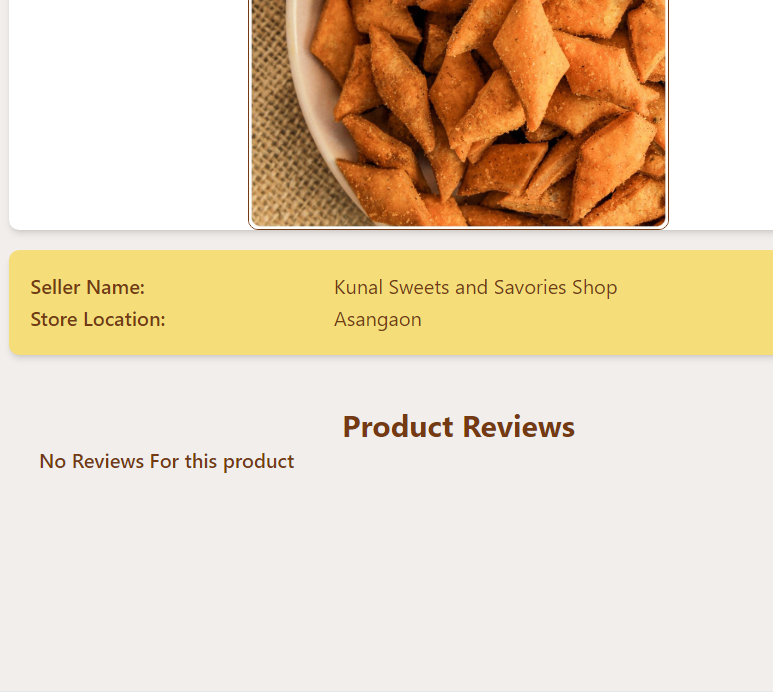 Seller Name: Kunal Sweets and Savories Shop
Store Location: Asangaon
Product Reviews
No Reviews For this product